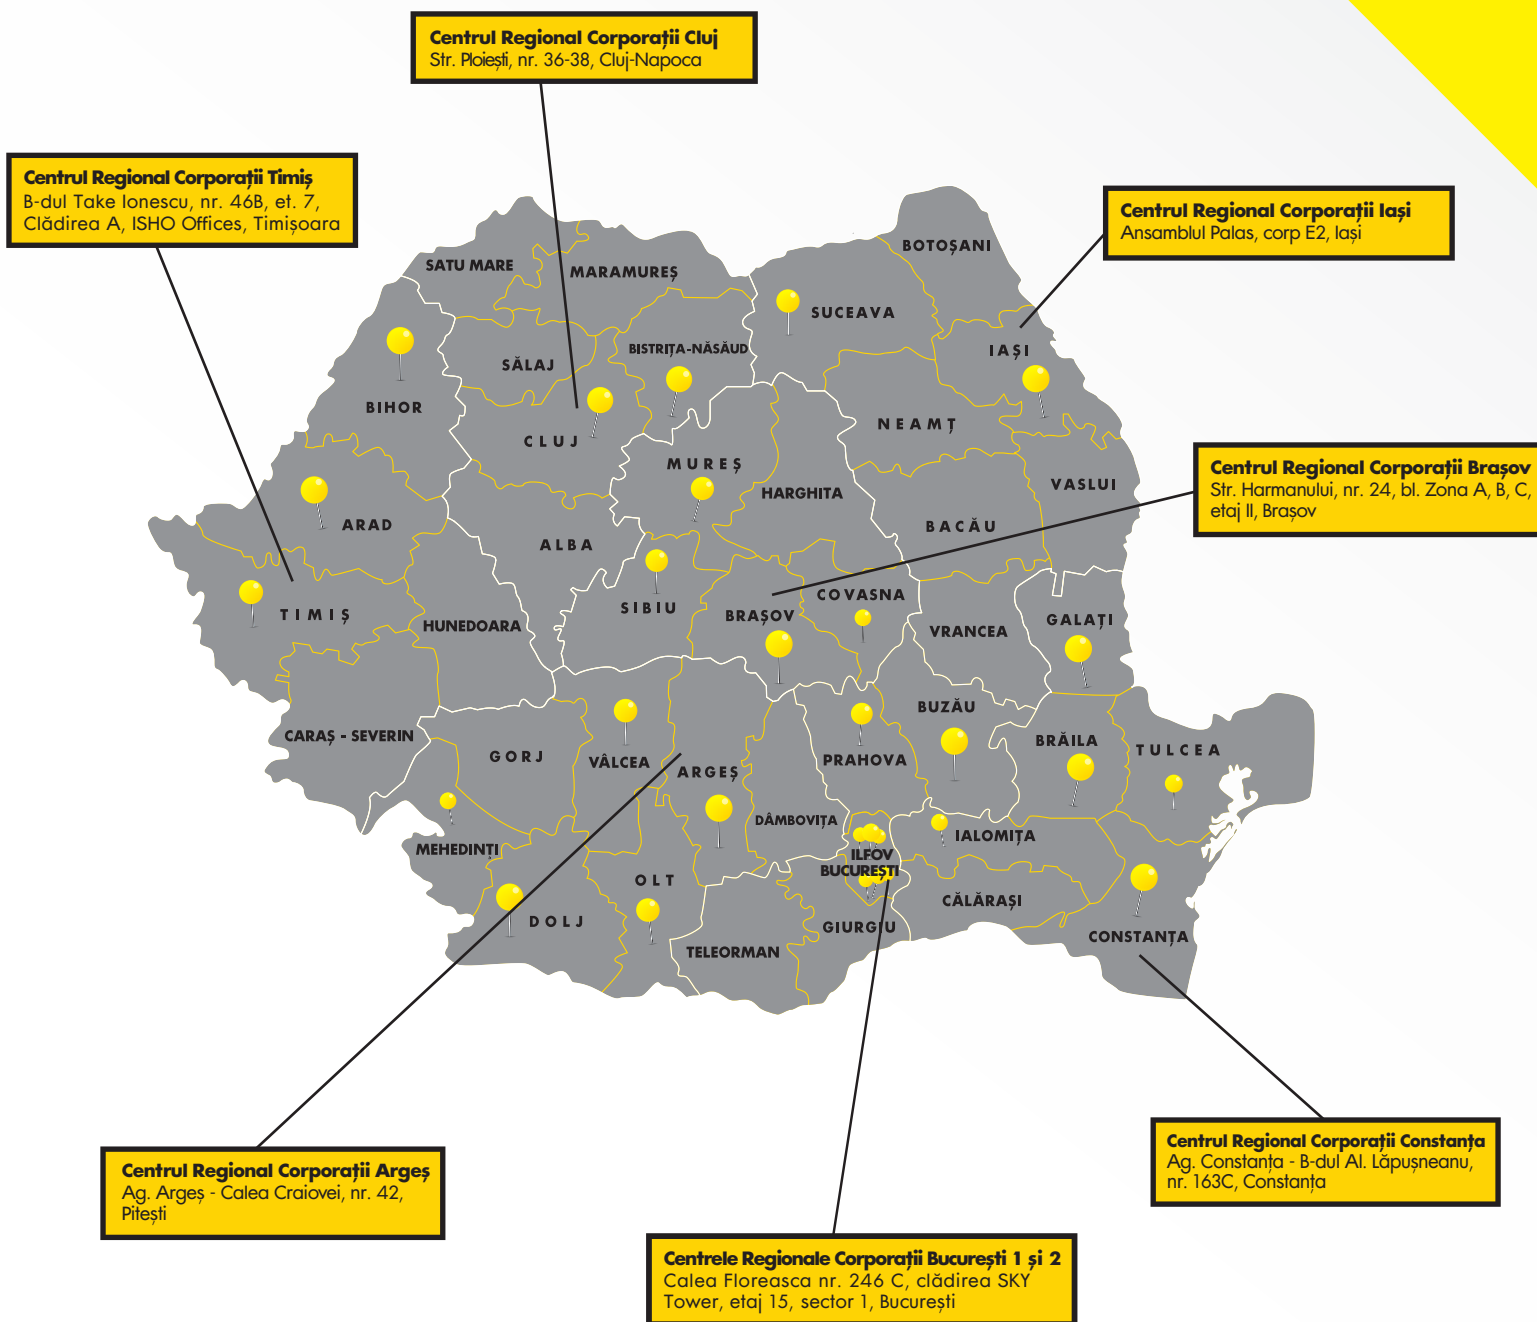 Centrul Regional Corporații Cluj
Str. Ploiești, nr. 36-38, Cluj-Napoca
Centrul Regional Corporații Timiș
B-dul Take Ionescu, nr. 46B, et. 7,
Clădirea A, ISHO Offices, Timișoara
Centrul Regional Corporații Iași
Ansamblul Palas, corp E2, Iași
BOTOȘANI
SATU MARE
MARAMUREȘ
SUCEAVA
IAȘI
BISTRIȚA-NĂSĂUD
SĂLAJ
BIHOR
NEAMȚ
CLUJ
MUREȘ
HARGHITA
VASLUI
Centrul Regional Corporații Brașov
Str. Harmanului, nr. 24, bl. Zona A, B, C,
etaj II, Brașov
ARAD
BACĂU
ALBA
COVASNA
SIBIU
BRAȘOV
TIMIȘ
HUNEDOARA
VRANCEA
GALAȚI
BUZĂU
CARAȘ - SEVERIN
BRĂILA
TULCEA
GORJ
VÂLCEA
ARGEȘ
PRAHOVA
DÂMBOVIȚA
IALOMIȚA
MEHEDINȚI
ILFOV
BUCUREȘTI
OLT
CĂLĂRAȘI
DOLJ
GIURGIU
CONSTANȚA
TELEORMAN
Centrul Regional Corporații Argeș
Ag. Argeș - Calea Craiovei, nr. 42,
Pitești
Centrul Regional Corporații Constanța
Ag. Constanța - B-dul Al. Lăpușneanu,
nr. 163C, Constanța
Centrele Regionale Corporații București 1 și 2
Calea Floreasca nr. 246 C, clădirea SKY
Tower, etaj 15, sector 1, București